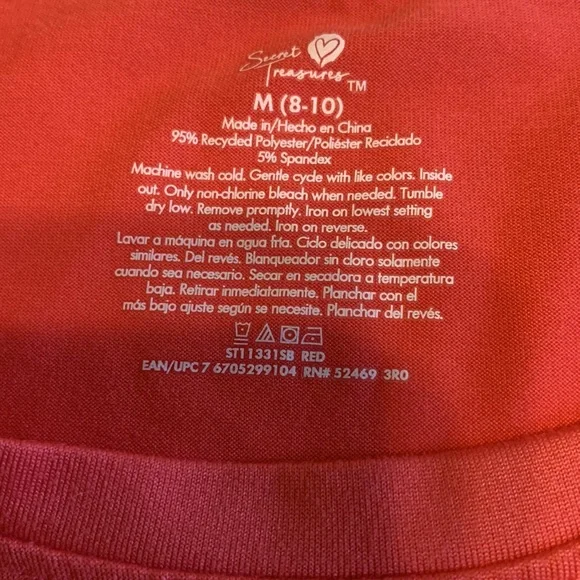 Secret
Treasures™
M (8-10)
Made in/Hecho en China
95% Recycled Polyester/Poliéster Reciclado
5% Spandex
Machine wash cold. Gentle cycle with like colors. Inside
out. Only non-chlorine bleach when needed. Tumble
dry low. Remove promptly. Iron on lowest setting
as needed. Iron on reverse.
Lavar a máquina en agua fría. Ciclo delicado con colores
similares. Del revés. Blanqueador sin cloro solamente
cuando sea necesario. Secar en secadora a temperatura
baja. Retirar inmediatamente. Planchar con el
más bajo ajuste según se necesite. Planchar del revés.
ST11331SB RED
EAN/UPC 7 6705299104 RN# 52469 3R0